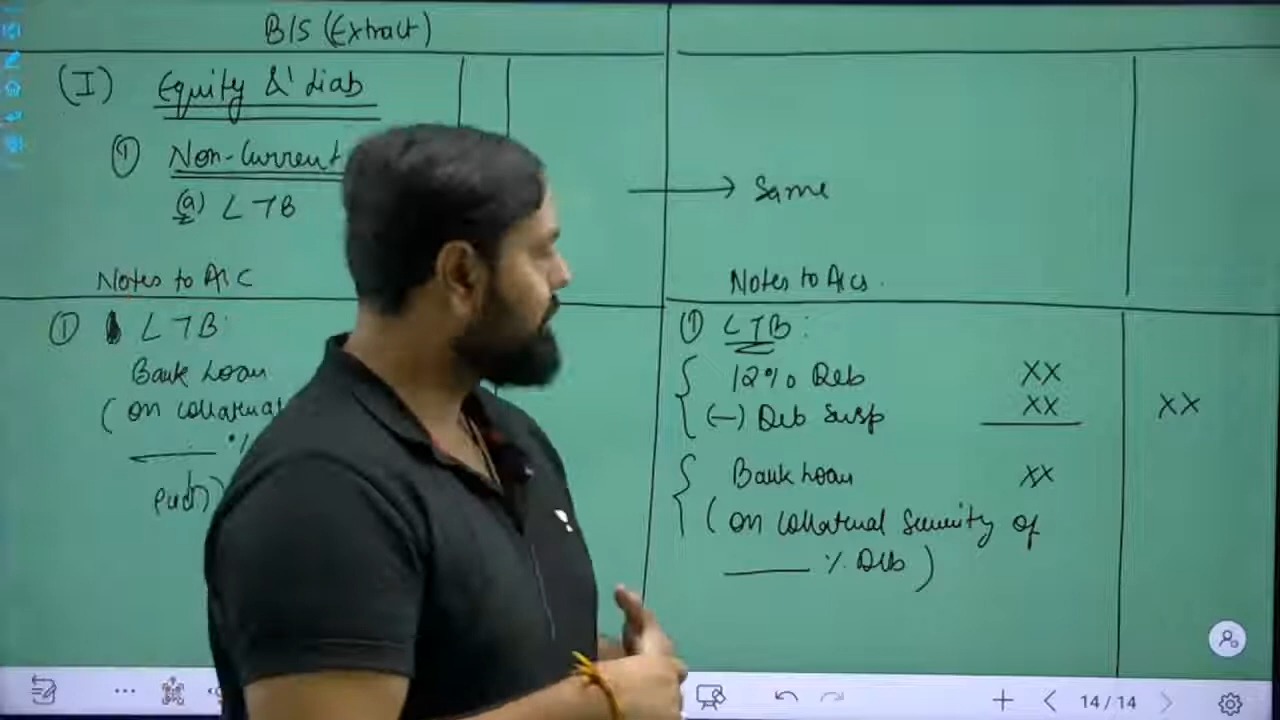 B/S (Extract)
(I) Equity & Liab
① Non-Current
(a) LTB
→ Same
Notes to A/C
① LTB:
Bank Loan
(on collateral
%
each)
Notes to A/cs.
① LTB:
12% Deb XX
(-) Deb Susp XX XX
Bank Loan XX
(on collateral Security of
____ % Deb)
14/14